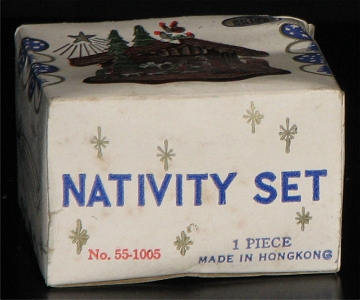 NATIVITY SET
No. 55-1005
1 PIECE
MADE IN HONGKONG